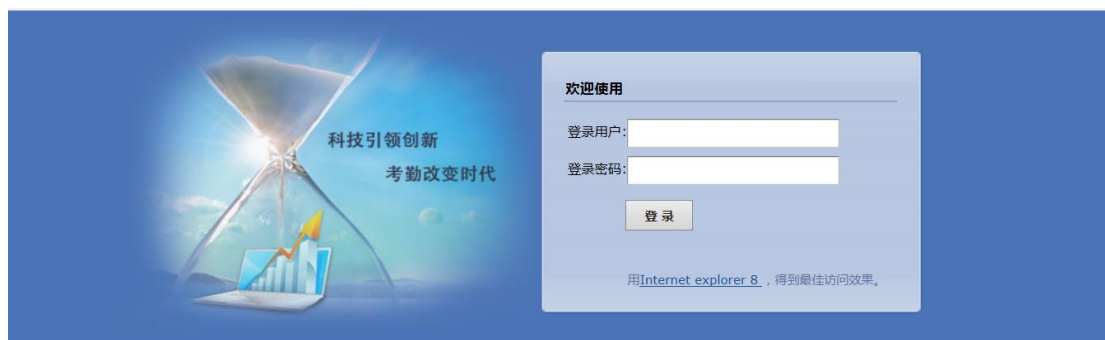 科技引领创新
考勤改变时代
欢迎使用
登录用户:
登录密码:
登 录
用Internet explorer 8 ，得到最佳访问效果。